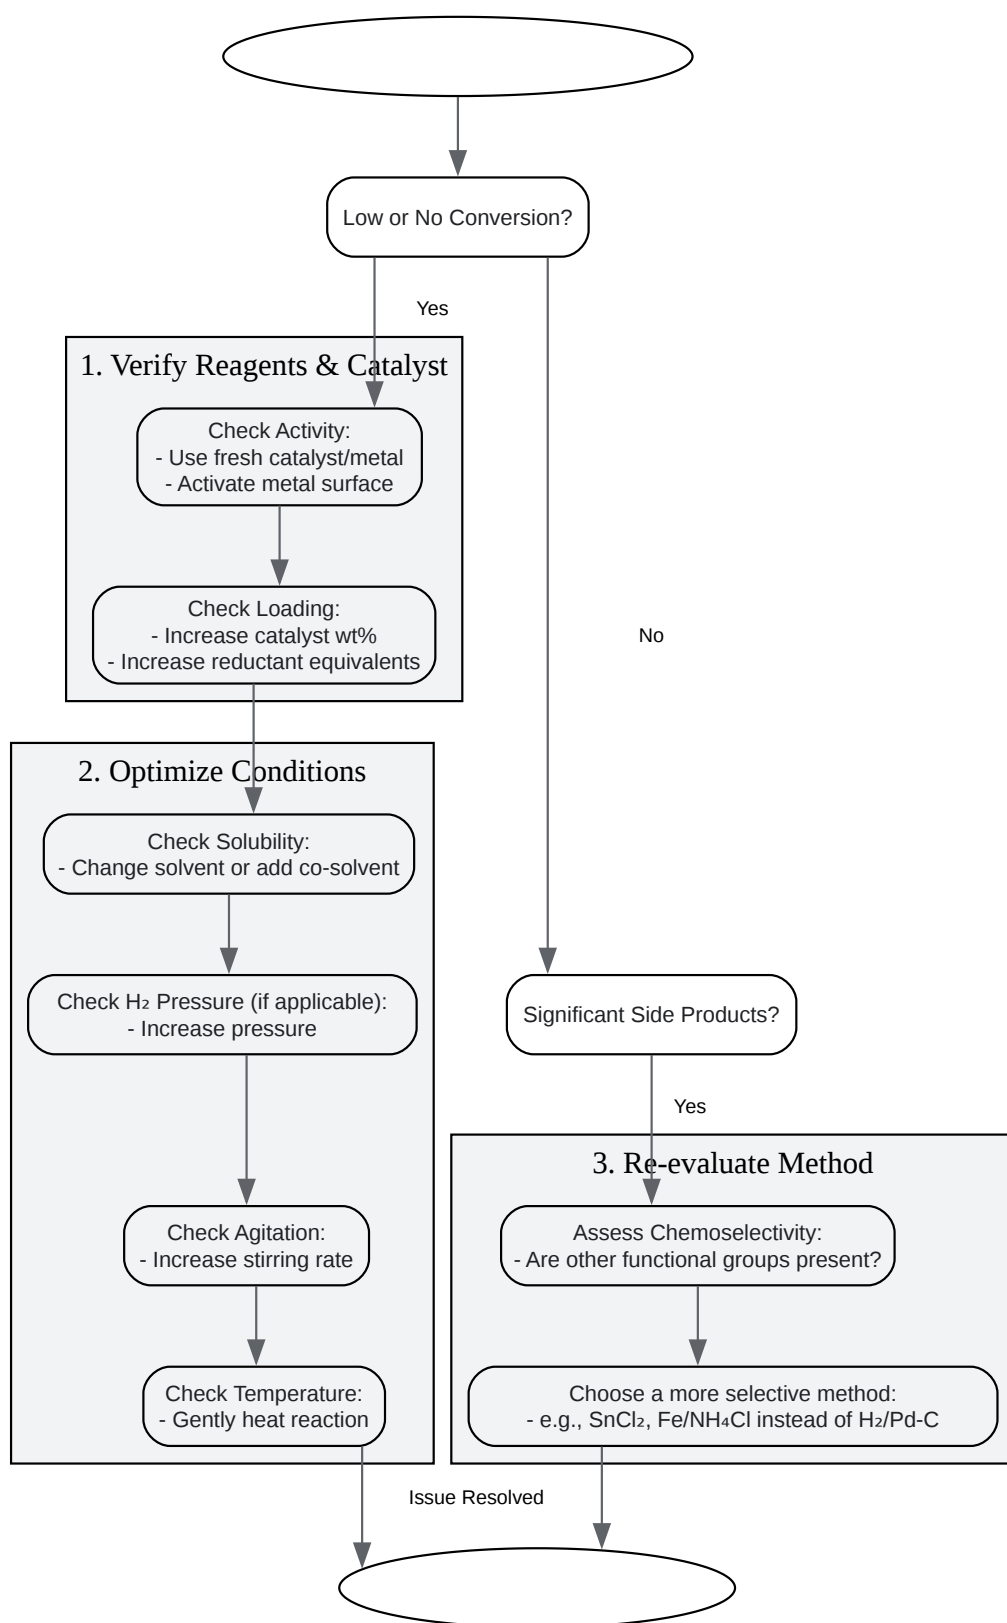 Low or No Conversion?
Yes
1. Verify Reagents & Catalyst
Check Activity:
- Use fresh catalyst/metal
- Activate metal surface
Check Loading:
- Increase catalyst wt%
- Increase reductant equivalents
No
2. Optimize Conditions
Check Solubility:
- Change solvent or add co-solvent
Check H₂ Pressure (if applicable):
- Increase pressure
Significant Side Products?
Yes
3. Re-evaluate Method
Check Agitation:
- Increase stirring rate
Assess Chemoselectivity:
- Are other functional groups present?
Check Temperature:
- Gently heat reaction
Choose a more selective method:
- e.g., SnCl₂, Fe/NH₄Cl instead of H₂/Pd-C
Issue Resolved